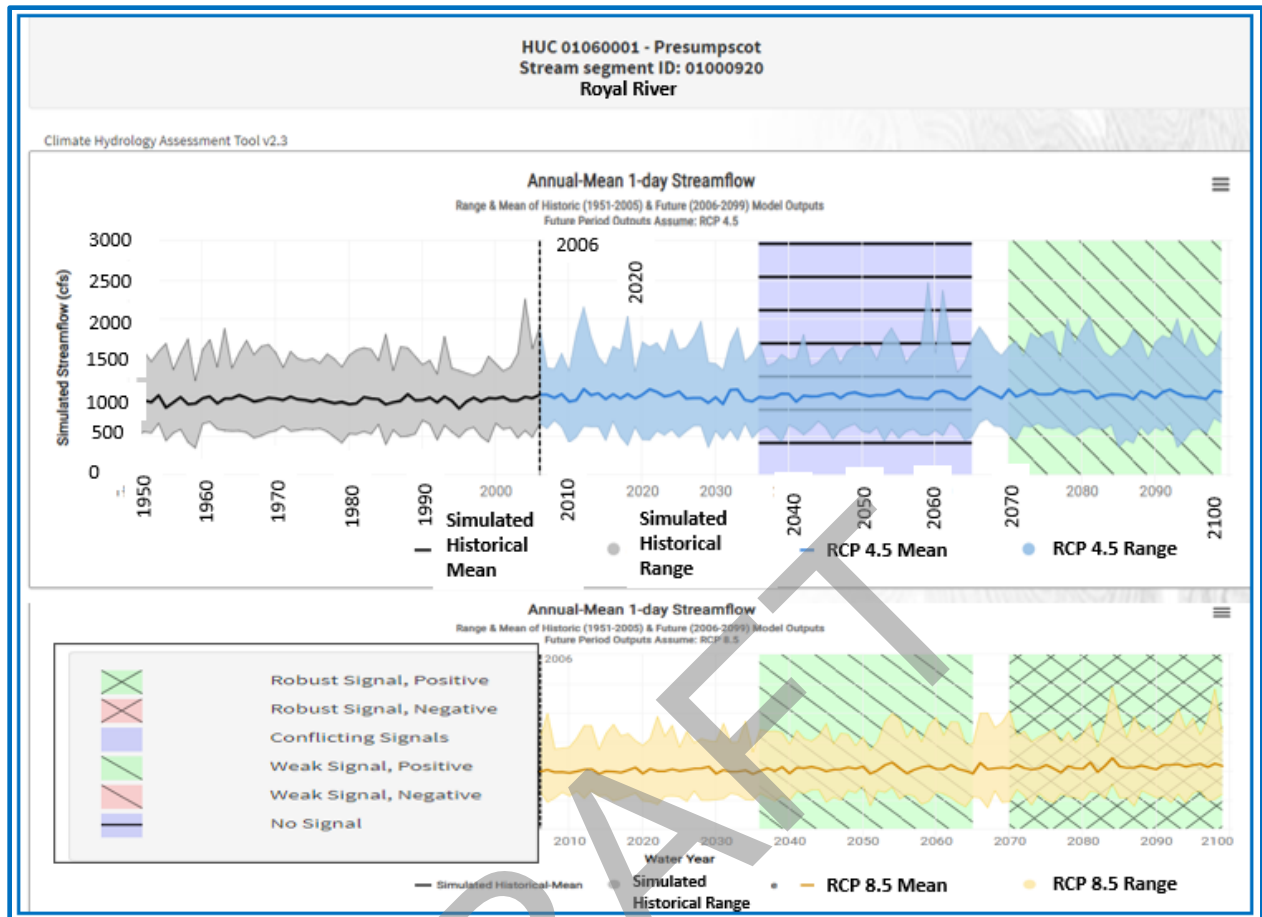 HUC 01060001 - Presumpscot
Stream segment ID: 01000920
Royal River
Climate Hydrology Assessment Tool v2.3
Annual-Mean 1-day Streamflow
Range & Mean of Historic (1951-2005) & Future (2006-2099) Model Outputs
Future Period Outputs Assume: RCP 4.5
Simulated Streamflow (cfs)
3000
2500
2000
1500
1000
500
0
2006
2020
1950
1960
1970
1980
1990
2000
2010
2020
2030
2040
2050
2060
2070
2080
2090
2100
Simulated Historical Mean
Simulated Historical Range
RCP 4.5 Mean
RCP 4.5 Range
Annual-Mean 1-day Streamflow
Range & Mean of Historic (1951-2005) & Future (2006-2099) Model Outputs
Future Period Outputs Assume: RCP 8.5
Robust Signal, Positive
Robust Signal, Negative
Conflicting Signals
Weak Signal, Positive
Weak Signal, Negative
No Signal
2006
2010 2020 2030 2040 2050 2060 2070 2080 2090 2100
Water Year
Simulated Historical-Mean
Simulated Historical Range
RCP 8.5 Mean
RCP 8.5 Range
DRAFT